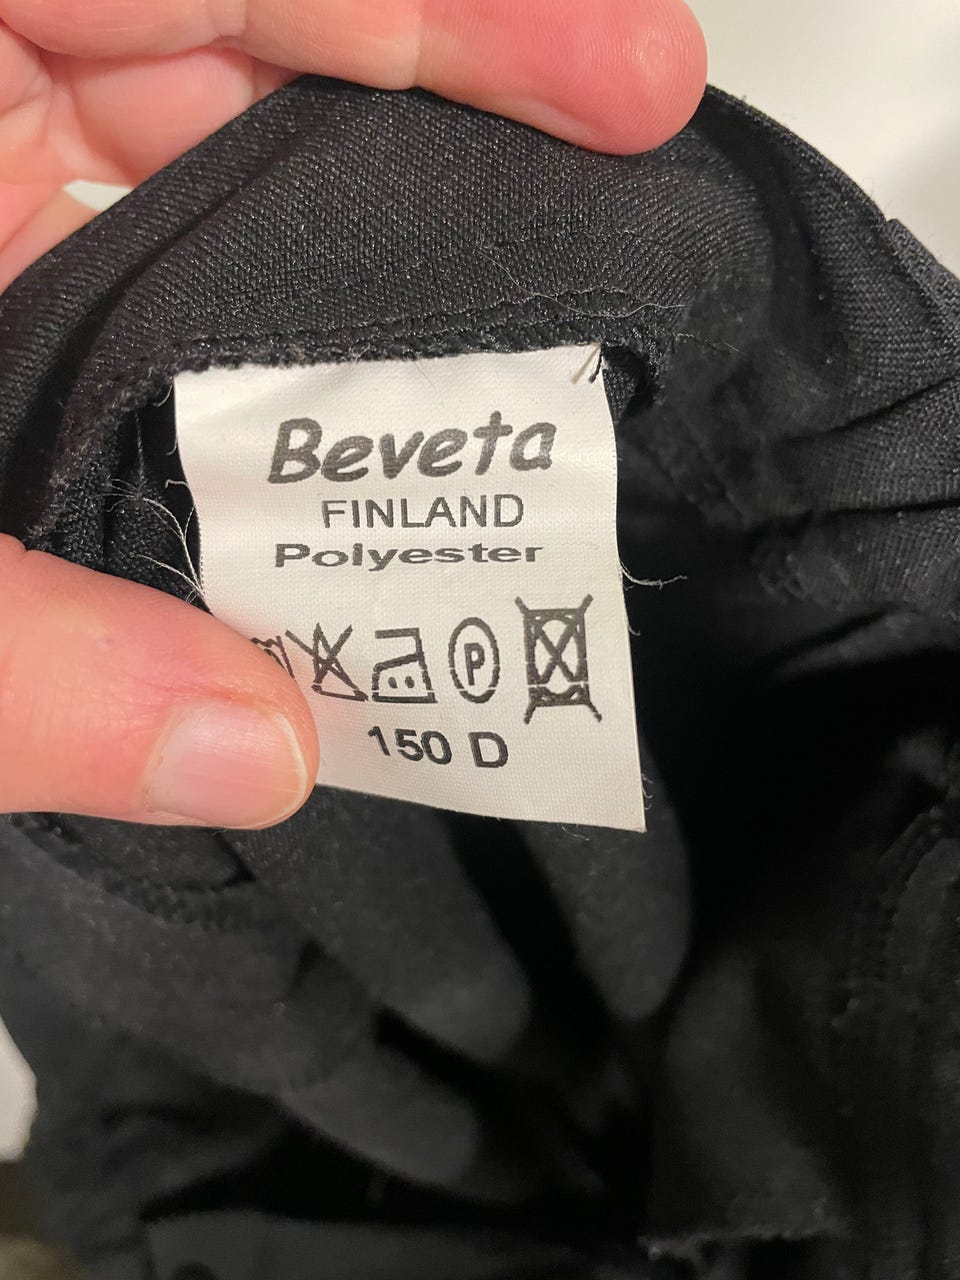 Beveta
FINLAND
Polyester
P
150 D